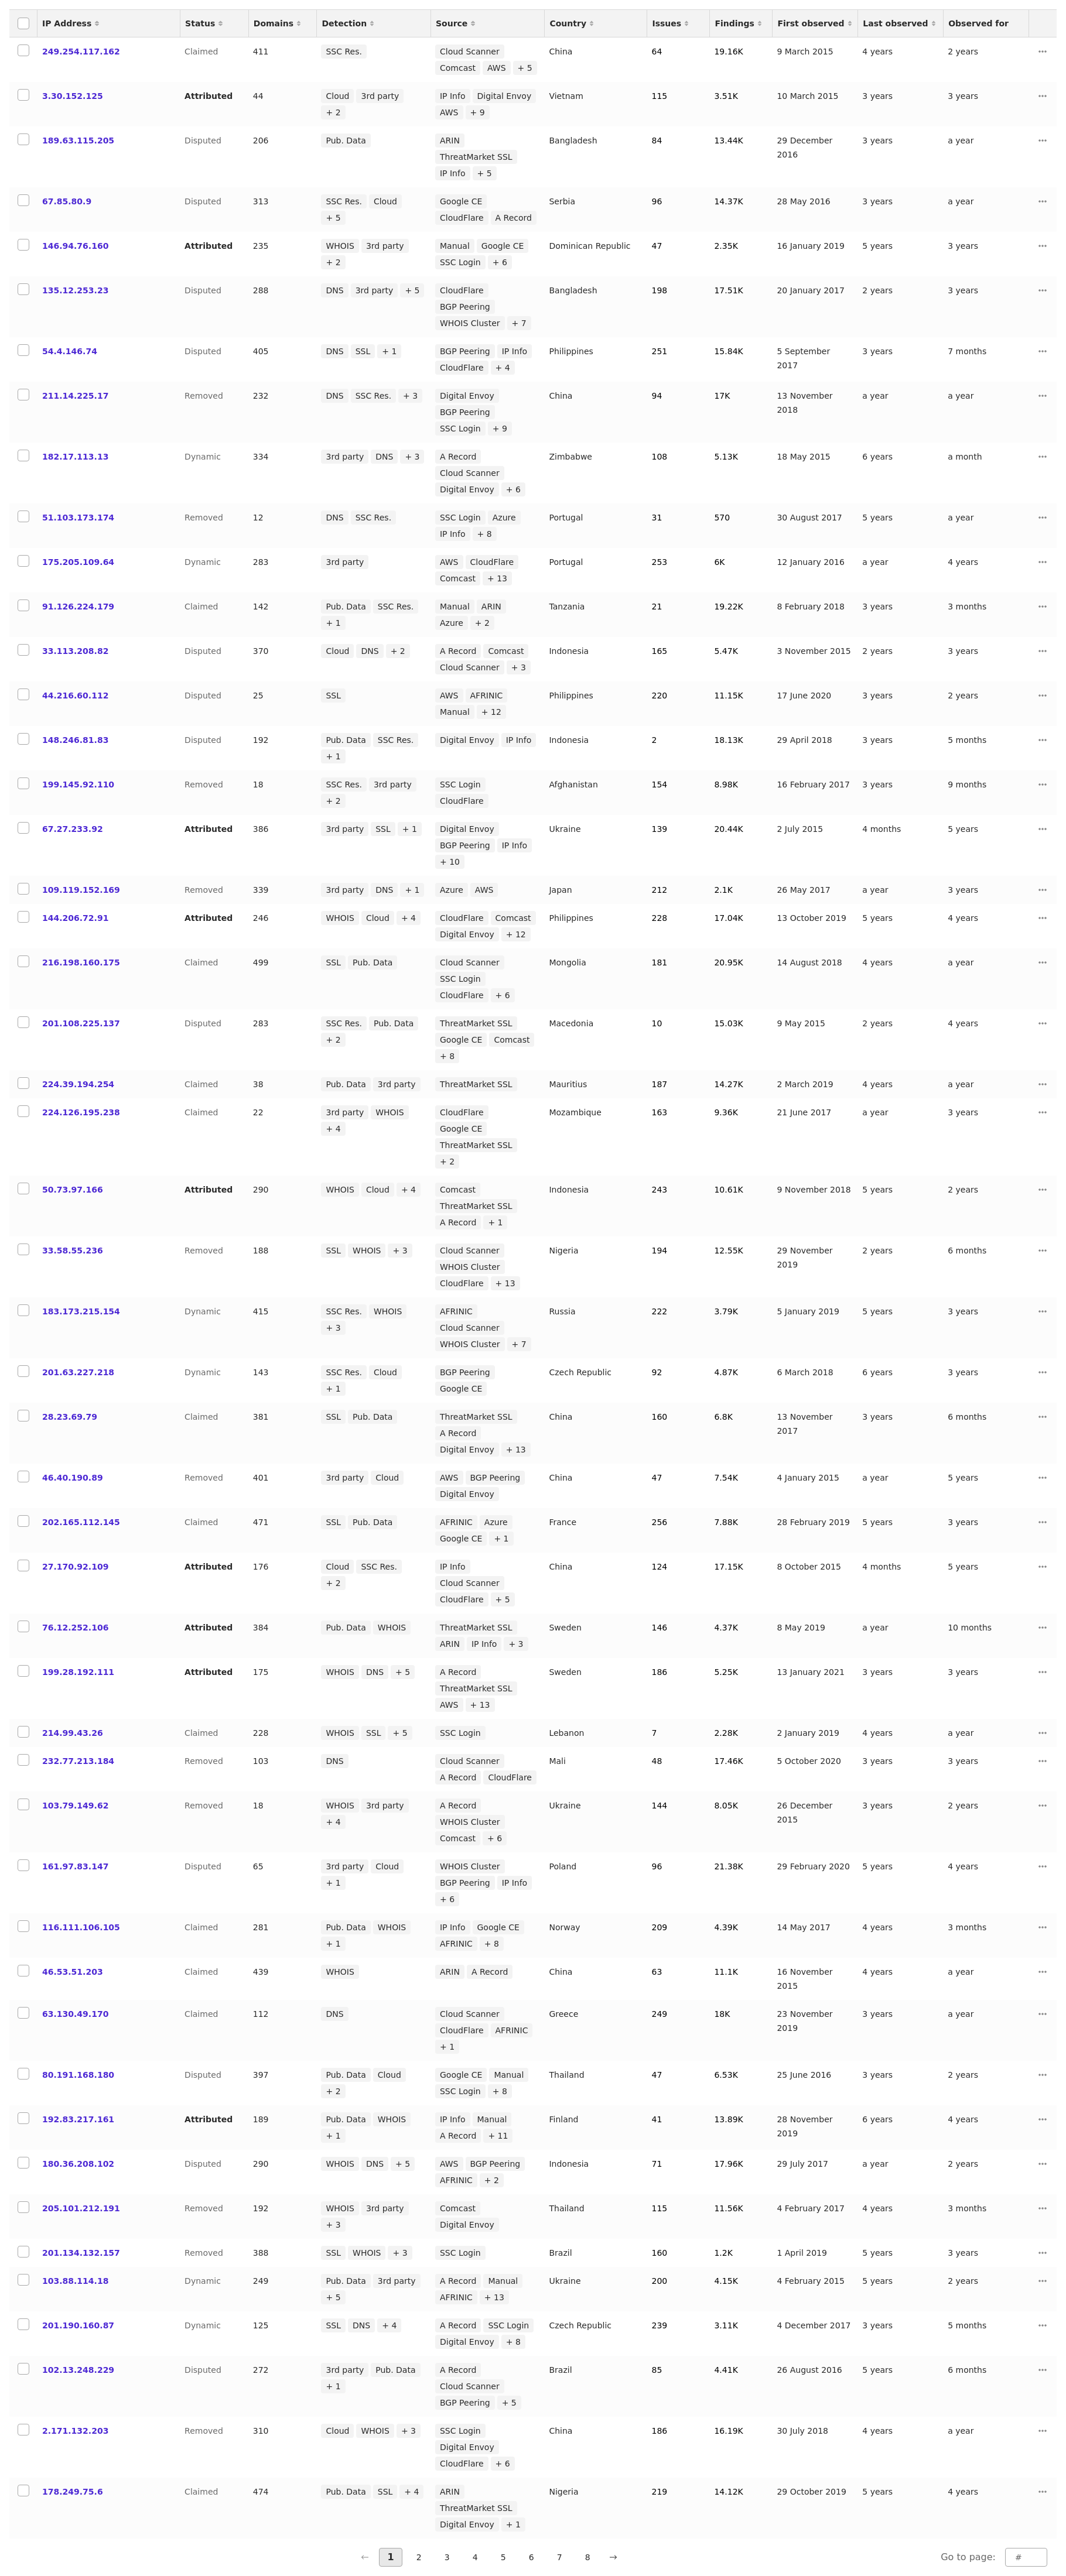 IP Address Status Domains Detection Source Country Issues Findings First observed Last observed Observed for
249.254.117.162 Claimed 411 SSC Res. Cloud Scanner China 64 19.16K 9 March 2015 4 years 2 years
Comcast AWS + 5
3.30.152.125 Attributed 44 Cloud 3rd party IP Info Digital Envoy Vietnam 115 3.51K 10 March 2015 3 years 3 years
+ 2 AWS + 9
189.63.115.205 Disputed 206 Pub. Data ARIN Bangladesh 84 13.44K 29 December 3 years a year
ThreatMarket SSL 2016
IP Info + 5
67.85.80.9 Disputed 313 SSC Res. Cloud Google CE Serbia 96 14.37K 28 May 2016 3 years a year
+ 5 CloudFlare A Record
146.94.76.160 Attributed 235 WHOIS 3rd party Manual Google CE Dominican Republic 47 2.35K 16 January 2019 5 years 3 years
+ 2 SSC Login + 6
135.12.253.23 Disputed 288 DNS 3rd party + 5 CloudFlare Bangladesh 198 17.51K 20 January 2017 2 years 3 years
BGP Peering
WHOIS Cluster + 7
54.4.146.74 Disputed 405 DNS SSL + 1 BGP Peering IP Info Philippines 251 15.84K 5 September 3 years 7 months
CloudFlare + 4 2017
211.14.225.17 Removed 232 DNS SSC Res. + 3 Digital Envoy China 94 17K 13 November a year a year
BGP Peering 2018
SSC Login + 9
182.17.113.13 Dynamic 334 3rd party DNS + 3 A Record Zimbabwe 108 5.13K 18 May 2015 6 years a month
Cloud Scanner
Digital Envoy + 6
51.103.173.174 Removed 12 DNS SSC Res. SSC Login Azure Portugal 31 570 30 August 2017 5 years a year
IP Info + 8
175.205.109.64 Dynamic 283 3rd party AWS CloudFlare Portugal 253 6K 12 January 2016 a year 4 years
Comcast + 13
91.126.224.179 Claimed 142 Pub. Data SSC Res. Manual ARIN Tanzania 21 19.22K 8 February 2018 3 years 3 months
+ 1 Azure + 2
33.113.208.82 Disputed 370 Cloud DNS + 2 A Record Comcast Indonesia 165 5.47K 3 November 2015 2 years 3 years
Cloud Scanner + 3
44.216.60.112 Disputed 25 SSL AWS AFRINIC Philippines 220 11.15K 17 June 2020 3 years 2 years
Manual + 12
148.246.81.83 Disputed 192 Pub. Data SSC Res. Digital Envoy IP Info Indonesia 2 18.13K 29 April 2018 3 years 5 months
+ 1
199.145.92.110 Removed 18 SSC Res. 3rd party SSC Login Afghanistan 154 8.98K 16 February 2017 3 years 9 months
+ 2 CloudFlare
67.27.233.92 Attributed 386 3rd party SSL + 1 Digital Envoy Ukraine 139 20.44K 2 July 2015 4 months 5 years
BGP Peering IP Info
+ 10
109.119.152.169 Removed 339 3rd party DNS + 1 Azure AWS Japan 212 2.1K 26 May 2017 a year 3 years
144.206.72.91 Attributed 246 WHOIS Cloud + 4 CloudFlare Comcast Philippines 228 17.04K 13 October 2019 5 years 4 years
Digital Envoy + 12
216.198.160.175 Claimed 499 SSL Pub. Data Cloud Scanner Mongolia 181 20.95K 14 August 2018 4 years a year
SSC Login
CloudFlare + 6
201.108.225.137 Disputed 283 SSC Res. Pub. Data ThreatMarket SSL Macedonia 10 15.03K 9 May 2015 2 years 4 years
+ 2 Google CE Comcast
+ 8
224.39.194.254 Claimed 38 Pub. Data 3rd party ThreatMarket SSL Mauritius 187 14.27K 2 March 2019 4 years a year
224.126.195.238 Claimed 22 3rd party WHOIS CloudFlare Mozambique 163 9.36K 21 June 2017 a year 3 years
+ 4 Google CE
ThreatMarket SSL
+ 2
50.73.97.166 Attributed 290 WHOIS Cloud + 4 Comcast Indonesia 243 10.61K 9 November 2018 5 years 2 years
ThreatMarket SSL
A Record + 1
33.58.55.236 Removed 188 SSL WHOIS + 3 Cloud Scanner Nigeria 194 12.55K 29 November 2 years 6 months
WHOIS Cluster 2019
CloudFlare + 13
183.173.215.154 Dynamic 415 SSC Res. WHOIS AFRINIC Russia 222 3.79K 5 January 2019 5 years 3 years
+ 3 Cloud Scanner
WHOIS Cluster + 7
201.63.227.218 Dynamic 143 SSC Res. Cloud BGP Peering Czech Republic 92 4.87K 6 March 2018 6 years 3 years
+ 1 Google CE
28.23.69.79 Claimed 381 SSL Pub. Data ThreatMarket SSL China 160 6.8K 13 November 3 years 6 months
A Record 2017
Digital Envoy + 13
46.40.190.89 Removed 401 3rd party Cloud AWS BGP Peering China 47 7.54K 4 January 2015 a year 5 years
Digital Envoy
202.165.112.145 Claimed 471 SSL Pub. Data AFRINIC Azure France 256 7.88K 28 February 2019 5 years 3 years
Google CE + 1
27.170.92.109 Attributed 176 Cloud SSC Res. IP Info China 124 17.15K 8 October 2015 4 months 5 years
+ 2 Cloud Scanner
CloudFlare + 5
76.12.252.106 Attributed 384 Pub. Data WHOIS ThreatMarket SSL Sweden 146 4.37K 8 May 2019 a year 10 months
ARIN IP Info + 3
199.28.192.111 Attributed 175 WHOIS DNS + 5 A Record Sweden 186 5.25K 13 January 2021 3 years 3 years
ThreatMarket SSL
AWS + 13
214.99.43.26 Claimed 228 WHOIS SSL + 5 SSC Login Lebanon 7 2.28K 2 January 2019 4 years a year
232.77.213.184 Removed 103 DNS Cloud Scanner Mali 48 17.46K 5 October 2020 3 years 3 years
A Record CloudFlare
103.79.149.62 Removed 18 WHOIS 3rd party A Record Ukraine 144 8.05K 26 December 3 years 2 years
+ 4 WHOIS Cluster 2015
Comcast + 6
161.97.83.147 Disputed 65 3rd party Cloud WHOIS Cluster Poland 96 21.38K 29 February 2020 5 years 4 years
+ 1 BGP Peering IP Info
+ 6
116.111.106.105 Claimed 281 Pub. Data WHOIS IP Info Google CE Norway 209 4.39K 14 May 2017 4 years 3 months
+ 1 AFRINIC + 8
46.53.51.203 Claimed 439 WHOIS ARIN A Record China 63 11.1K 16 November 4 years a year
2015
63.130.49.170 Claimed 112 DNS Cloud Scanner Greece 249 18K 23 November 3 years a year
CloudFlare AFRINIC 2019
+ 1
80.191.168.180 Disputed 397 Pub. Data Cloud Google CE Manual Thailand 47 6.53K 25 June 2016 3 years 2 years
+ 2 SSC Login + 8
192.83.217.161 Attributed 189 Pub. Data WHOIS IP Info Manual Finland 41 13.89K 28 November 6 years 4 years
+ 1 A Record + 11 2019
180.36.208.102 Disputed 290 WHOIS DNS + 5 AWS BGP Peering Indonesia 71 17.96K 29 July 2017 a year 2 years
AFRINIC + 2
205.101.212.191 Removed 192 WHOIS 3rd party Comcast Thailand 115 11.56K 4 February 2017 4 years 3 months
+ 3 Digital Envoy
201.134.132.157 Removed 388 SSL WHOIS + 3 SSC Login Brazil 160 1.2K 1 April 2019 5 years 3 years
103.88.114.18 Dynamic 249 Pub. Data 3rd party A Record Manual Ukraine 200 4.15K 4 February 2015 5 years 2 years
+ 5 AFRINIC + 13
201.190.160.87 Dynamic 125 SSL DNS + 4 A Record SSC Login Czech Republic 239 3.11K 4 December 2017 3 years 5 months
Digital Envoy + 8
102.13.248.229 Disputed 272 3rd party Pub. Data A Record Brazil 85 4.41K 26 August 2016 5 years 6 months
+ 1 Cloud Scanner
BGP Peering + 5
2.171.132.203 Removed 310 Cloud WHOIS + 3 SSC Login China 186 16.19K 30 July 2018 4 years a year
Digital Envoy
CloudFlare + 6
178.249.75.6 Claimed 474 Pub. Data SSL + 4 ARIN Nigeria 219 14.12K 29 October 2019 5 years 4 years
ThreatMarket SSL
Digital Envoy + 1
← 1 2 3 4 5 6 7 8 → Go to page: #